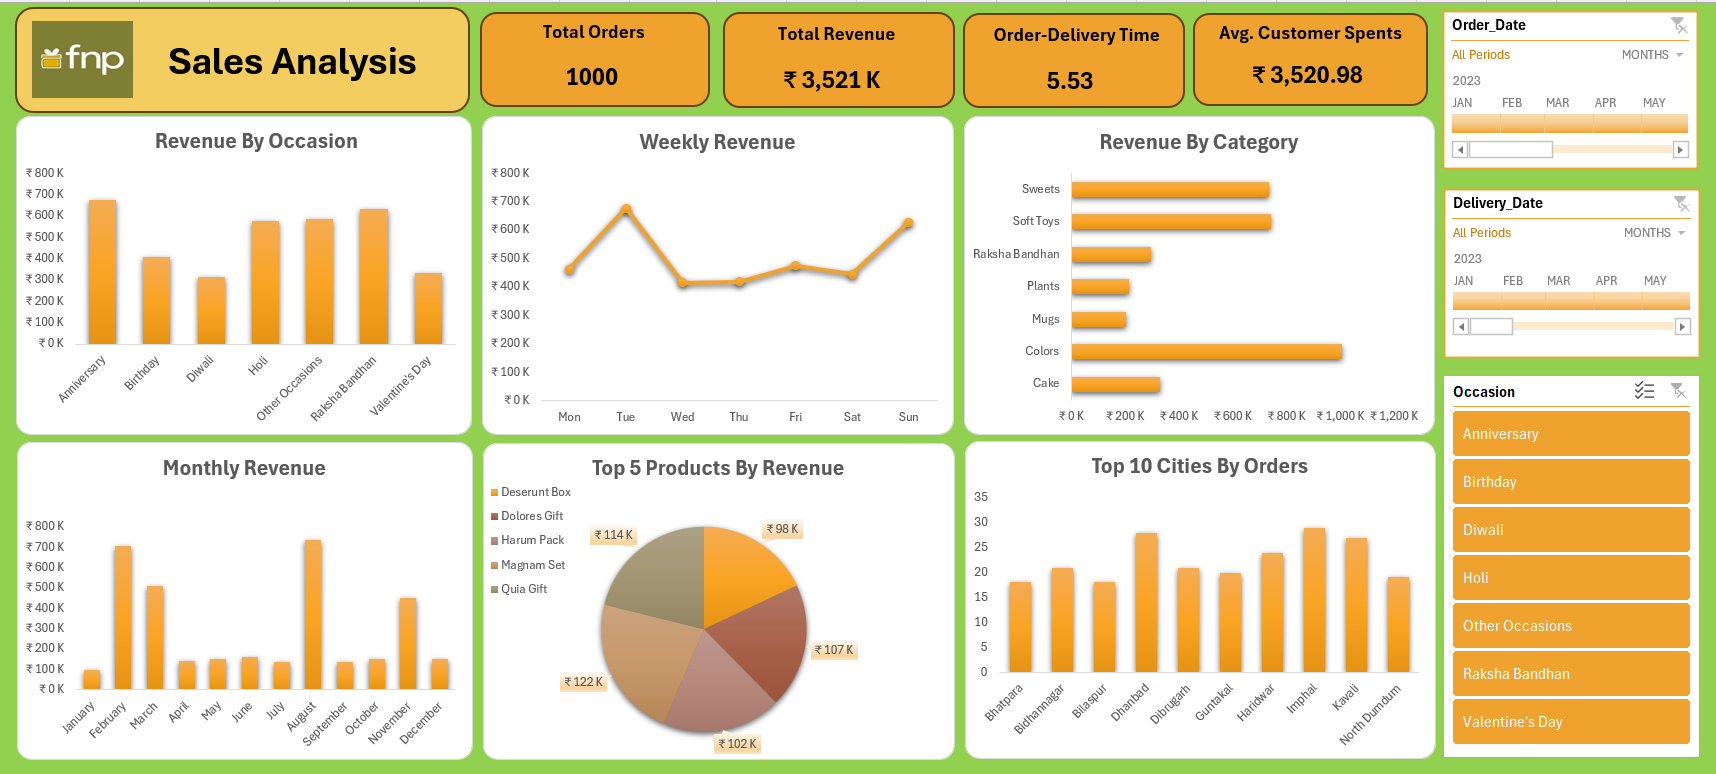 fnp
Sales Analysis
Total Orders
1000
Total Revenue
₹ 3,521 K
Order-Delivery Time
5.53
Avg. Customer Spents
₹ 3,520.98
Revenue By Occasion
₹ 800 K
₹ 700 K
₹ 600 K
₹ 500 K
₹ 400 K
₹ 300 K
₹ 200 K
₹ 100 K
₹ 0 K
Anniversary
Birthday
Diwali
Holi
Other Occasions
Raksha Bandhan
Valentine's Day
Weekly Revenue
₹ 800 K
₹ 700 K
₹ 600 K
₹ 500 K
₹ 400 K
₹ 300 K
₹ 200 K
₹ 100 K
₹ 0 K
Mon Tue Wed Thu Fri Sat Sun
Revenue By Category
Sweets
Soft Toys
Raksha Bandhan
Plants
Mugs
Colors
Cake
₹ 0 K ₹ 200 K ₹ 400 K ₹ 600 K ₹ 800 K ₹ 1,000 K ₹ 1,200 K
Monthly Revenue
₹ 800 K
₹ 700 K
₹ 600 K
₹ 500 K
₹ 400 K
₹ 300 K
₹ 200 K
₹ 100 K
₹ 0 K
January
February
March
April
May
June
July
August
September
October
November
December
Top 5 Products By Revenue
Deserunt Box
Dolores Gift
Harum Pack
Magnam Set
Quia Gift
₹ 98 K
₹ 107 K
₹ 102 K
₹ 122 K
₹ 114 K
Top 10 Cities By Orders
35
30
25
20
15
10
5
0
Bhatpara
Bidhannagar
Bilaspur
Dhanbad
Dibrugarh
Guntakal
Haridwar
Imphal
Kavali
North Dumdum
Order_Date
All Periods MONTHS
2023
JAN FEB MAR APR MAY
Delivery_Date
All Periods MONTHS
2023
JAN FEB MAR APR MAY
Occasion
Anniversary
Birthday
Diwali
Holi
Other Occasions
Raksha Bandhan
Valentine's Day